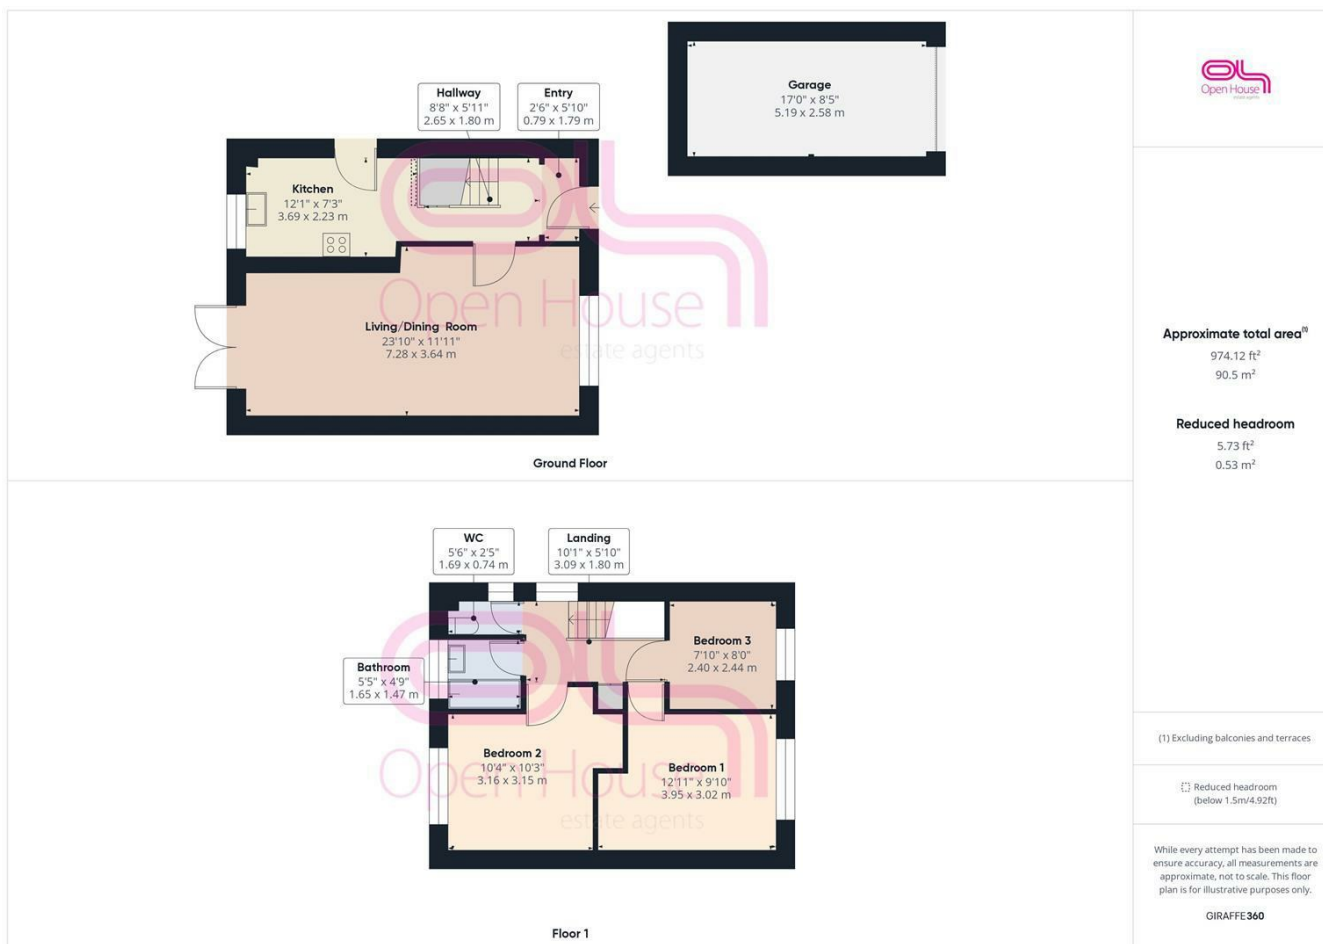 Garage
17'0" x 8'5"
5.19 x 2.58 m
Hallway
8'8" x 5'11"
2.65 x 1.80 m
Entry
2'6" x 5'10"
0.79 x 1.79 m
Kitchen
12'1" x 7'3"
3.69 x 2.23 m
Living/Dining Room
23'10" x 11'11"
7.28 x 3.64 m
Open House
estate agents
Ground Floor
WC
5'6" x 2'5"
1.69 x 0.74 m
Landing
10'1" x 5'10"
3.09 x 1.80 m
Bedroom 3
7'10" x 8'0"
2.40 x 2.44 m
Bathroom
5'5" x 4'9"
1.65 x 1.47 m
Bedroom 2
10'4" x 10'3"
3.16 x 3.15 m
Bedroom 1
12'11" x 9'10"
3.95 x 3.02 m
Open House
estate agents
Floor 1
Open House
estate agents
Approximate total area(1)
974.12 ft²
90.5 m²
Reduced headroom
5.73 ft²
0.53 m²
(1) Excluding balconies and terraces
Reduced headroom
(below 1.5m/4.92ft)
While every attempt has been made to
ensure accuracy, all measurements are
approximate, not to scale. This floor
plan is for illustrative purposes only.
GIRAFFE360